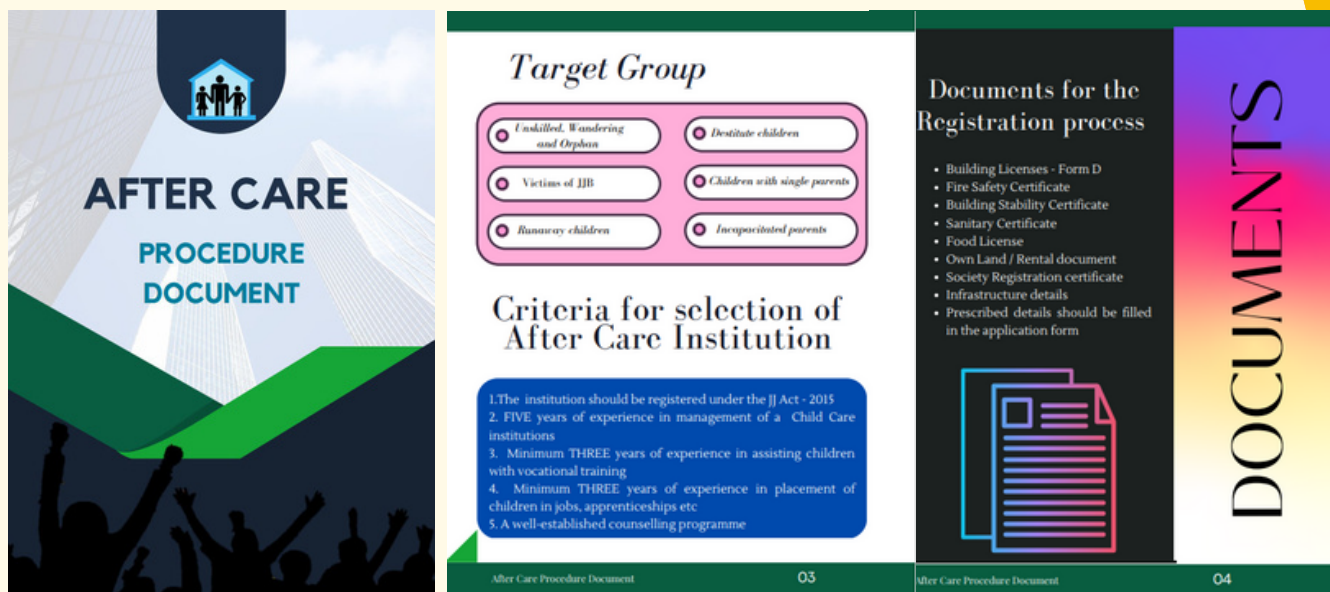 AFTER CARE
PROCEDURE
DOCUMENT
Target Group
Unskilled, Wandering
and Orphan
Destitute children
Victims of JJB
Children with single parents
Runaway children
Incapacitated parents
Criteria for selection of
After Care Institution
1.The institution should be registered under the JJ Act - 2015
2. FIVE years of experience in management of a Child Care
institutions
3. Minimum THREE years of experience in assisting children
with vocational training
4. Minimum THREE years of experience in placement of
children in jobs, apprenticeships etc
5. A well-established counselling programme
After Care Procedure Document
03
Documents for the
Registration process
• Building Licenses - Form D
• Fire Safety Certificate
• Building Stability Certificate
• Sanitary Certificate
• Food License
• Own Land / Rental document
• Society Registration certificate
• Infrastructure details
• Prescribed details should be filled
in the application form
DOCUMENTS
After Care Procedure Document
04